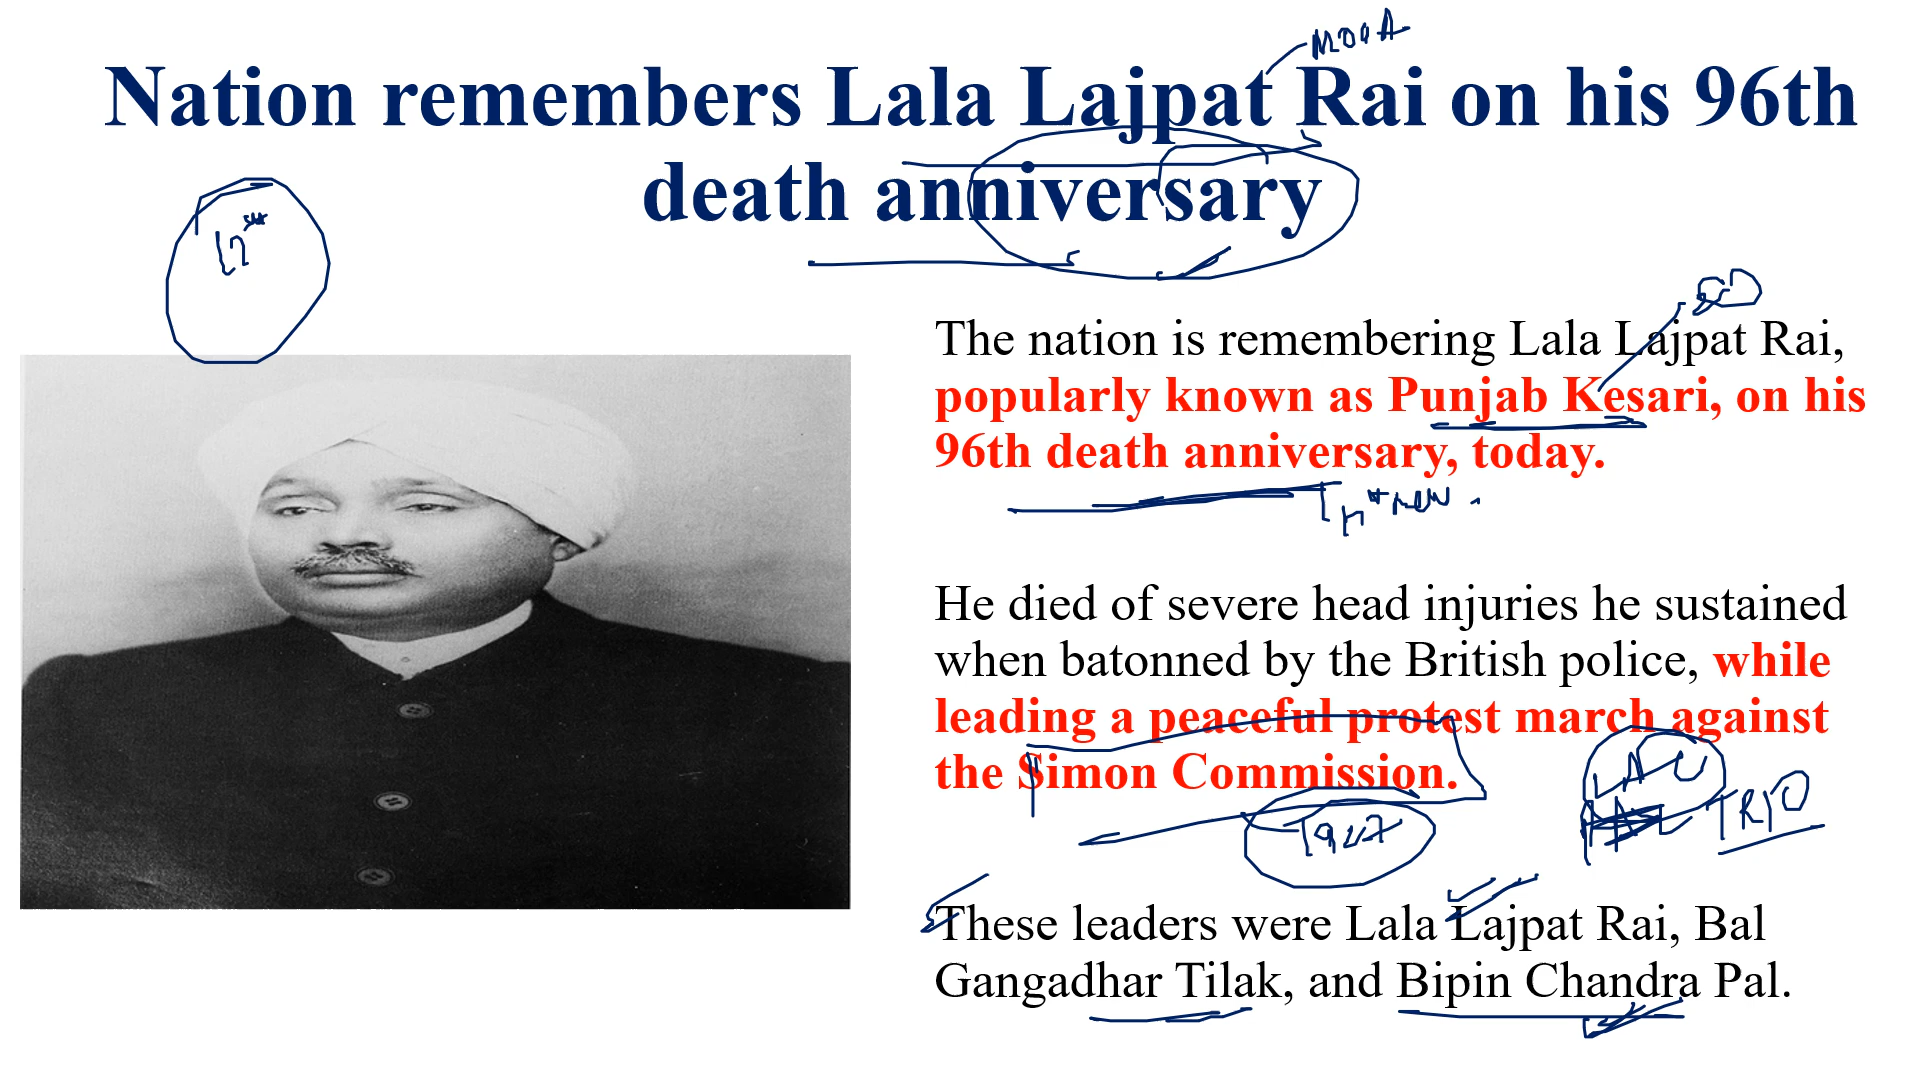 Nation remembers Lala Lajpat Rai on his 96th
death anniversary
The nation is remembering Lala Lajpat Rai,
popularly known as Punjab Kesari, on his
96th death anniversary, today.
He died of severe head injuries he sustained
when batonned by the British police, while
leading a peaceful protest march against
the Simon Commission.
1927
TRIO
These leaders were Lala Lajpat Rai, Bal
Gangadhar Tilak, and Bipin Chandra Pal.